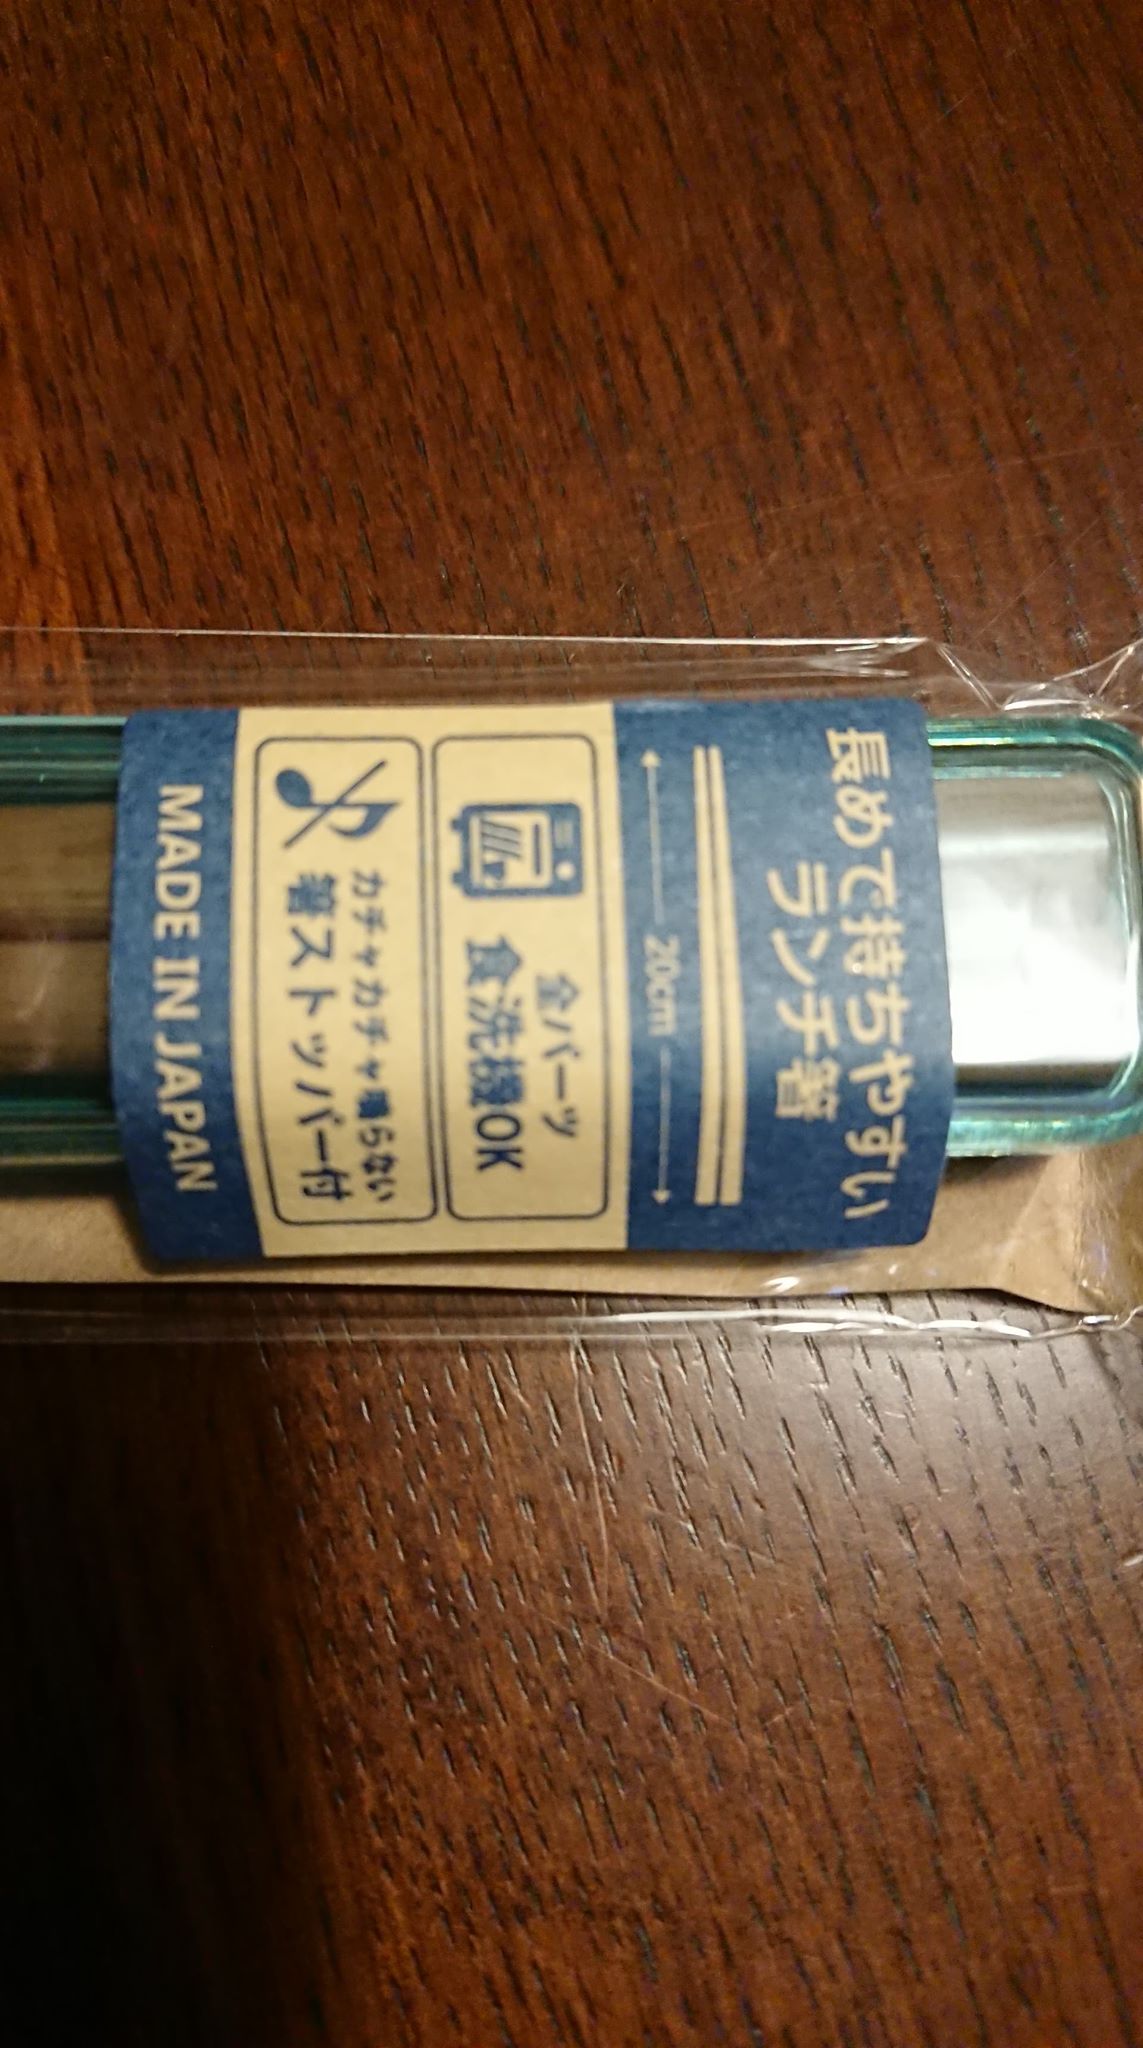 長めで持ちやすい
ランチ箸
20cm
全パーツ
食洗機OK
カチャカチャ鳴らない
箸ストッパー付
MADE IN JAPAN